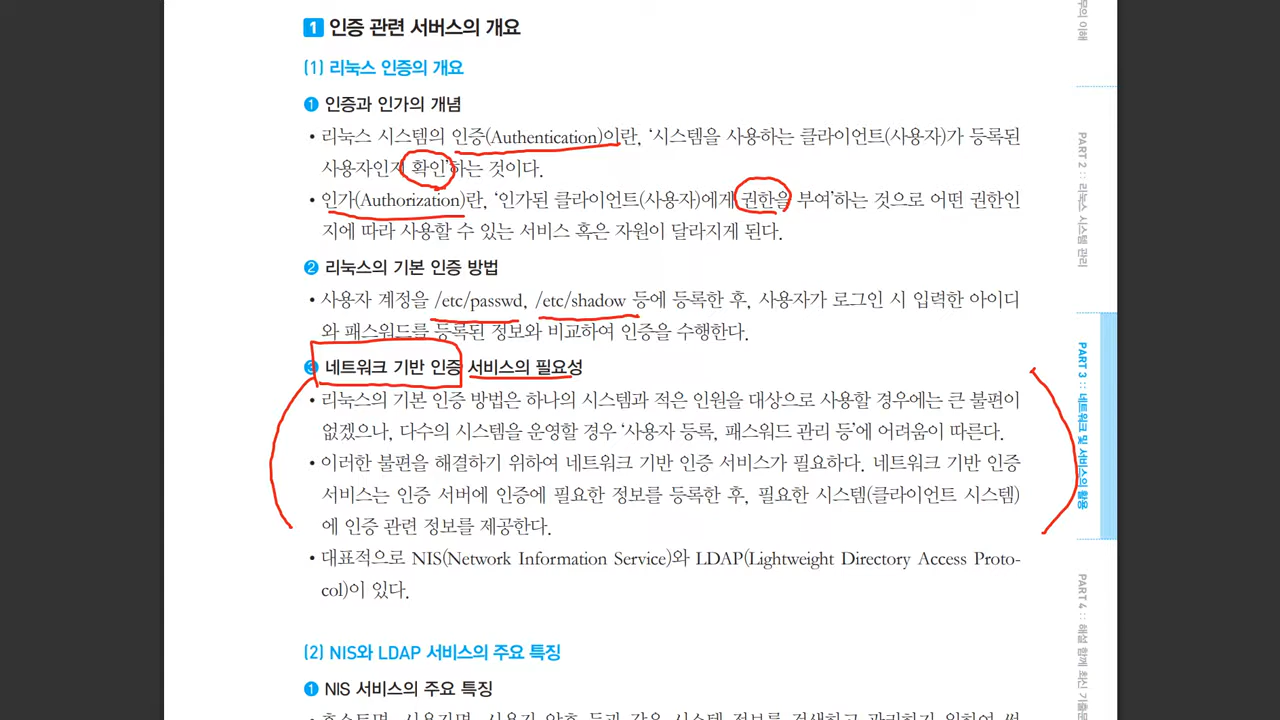 1 인증 관련 서버스의 개요
(1) 리눅스 인증의 개요
❶ 인증과 인가의 개념
• 리눅스 시스템의 인증(Authentication)이란, ‘시스템을 사용하는 클라이언트(사용자)가 등록된
사용자인지 확인’하는 것이다.
• 인가(Authorization)란, ‘인가된 클라이언트(사용자)에게 권한을 부여’하는 것으로 어떤 권한인
지에 따라 사용할 수 있는 서비스 혹은 자원이 달라지게 된다.
❷ 리눅스의 기본 인증 방법
• 사용자 계정을 /etc/passwd, /etc/shadow 등에 등록한 후, 사용자가 로그인 시 입력한 아이디
와 패스워드를 등록된 정보와 비교하여 인증을 수행한다.
❸ 네트워크 기반 인증 서비스의 필요성
• 리눅스의 기본 인증 방법은 하나의 시스템과 적은 인원을 대상으로 사용할 경우에는 큰 불편이
없겠으나, 다수의 시스템을 운영할 경우 ‘사용자 등록, 패스워드 관리 등’에 어려움이 따른다.
• 이러한 불편을 해결하기 위하여 네트워크 기반 인증 서비스가 필요하다. 네트워크 기반 인증
서비스는 인증 서버에 인증에 필요한 정보를 등록한 후, 필요한 시스템(클라이언트 시스템)
에 인증 관련 정보를 제공한다.
• 대표적으로 NIS(Network Information Service)와 LDAP(Lightweight Directory Access Proto-
col)이 있다.
(2) NIS와 LDAP 서비스의 주요 특징
❶ NIS 서비스의 주요 특징
이해
PART 2 :: 리눅스 시스템 관리
PART 3 :: 네트워크 및 서비스의 활용
PART 4 :: 해설 함께 최신 기출문